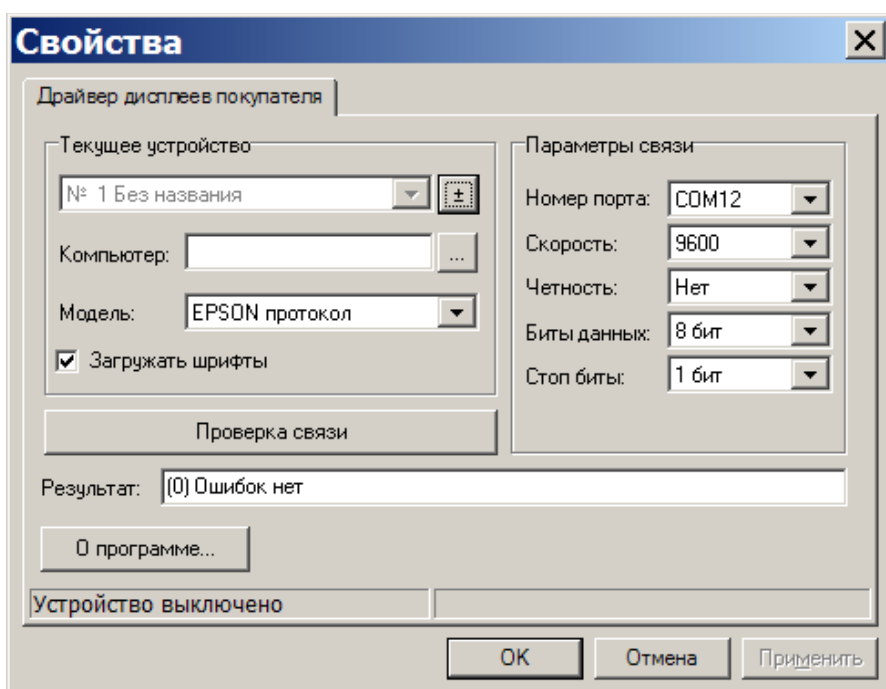 Свойства
Драйвер дисплеев покупателя
Текущее устройство
№ 1 Без названия
±
Компьютер:
...
Модель: EPSON протокол
Загружать шрифты
Проверка связи
Параметры связи
Номер порта: COM12
Скорость: 9600
Четность: Нет
Биты данных: 8 бит
Стоп биты: 1 бит
Результат: (0) Ошибок нет
О программе...
Устройство выключено
OK Отмена Применить